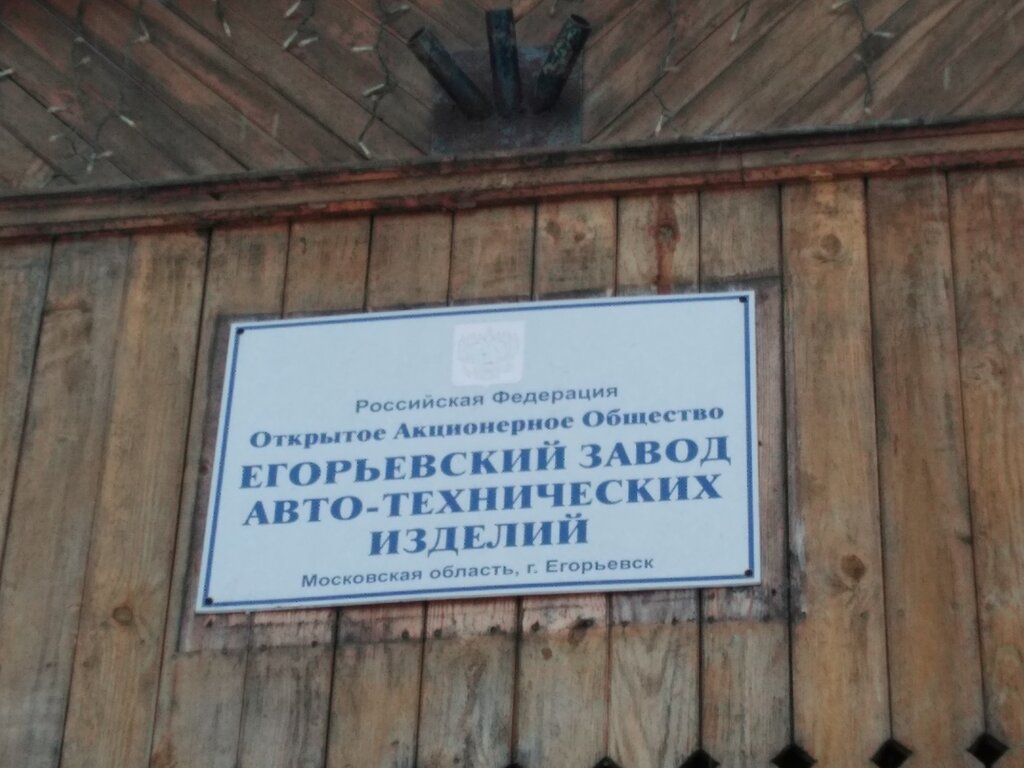 Российская Федерация
Открытое Акционерное Общество
ЕГОРЬЕВСКИЙ ЗАВОД
АВТО-ТЕХНИЧЕСКИХ
ИЗДЕЛИЙ
Московская область, г. Егорьевск